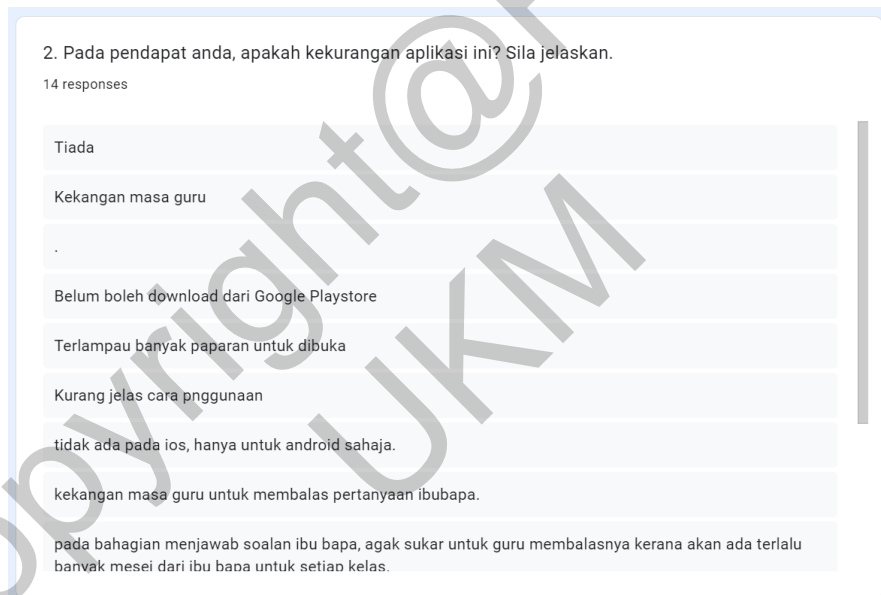 2. Pada pendapat anda, apakah kekurangan aplikasi ini? Sila jelaskan.
14 responses
Tiada
Kekangan masa guru
.
Belum boleh download dari Google Playstore
Terlampau banyak paparan untuk dibuka
Kurang jelas cara pnggunaan
tidak ada pada ios, hanya untuk android sahaja.
kekangan masa guru untuk membalas pertanyaan ibubapa.
pada bahagian menjawab soalan ibu bapa, agak sukar untuk guru membalasnya kerana akan ada terlalu
banyak mesej dari ibu bapa untuk setiap kelas.
opyright@
UKM